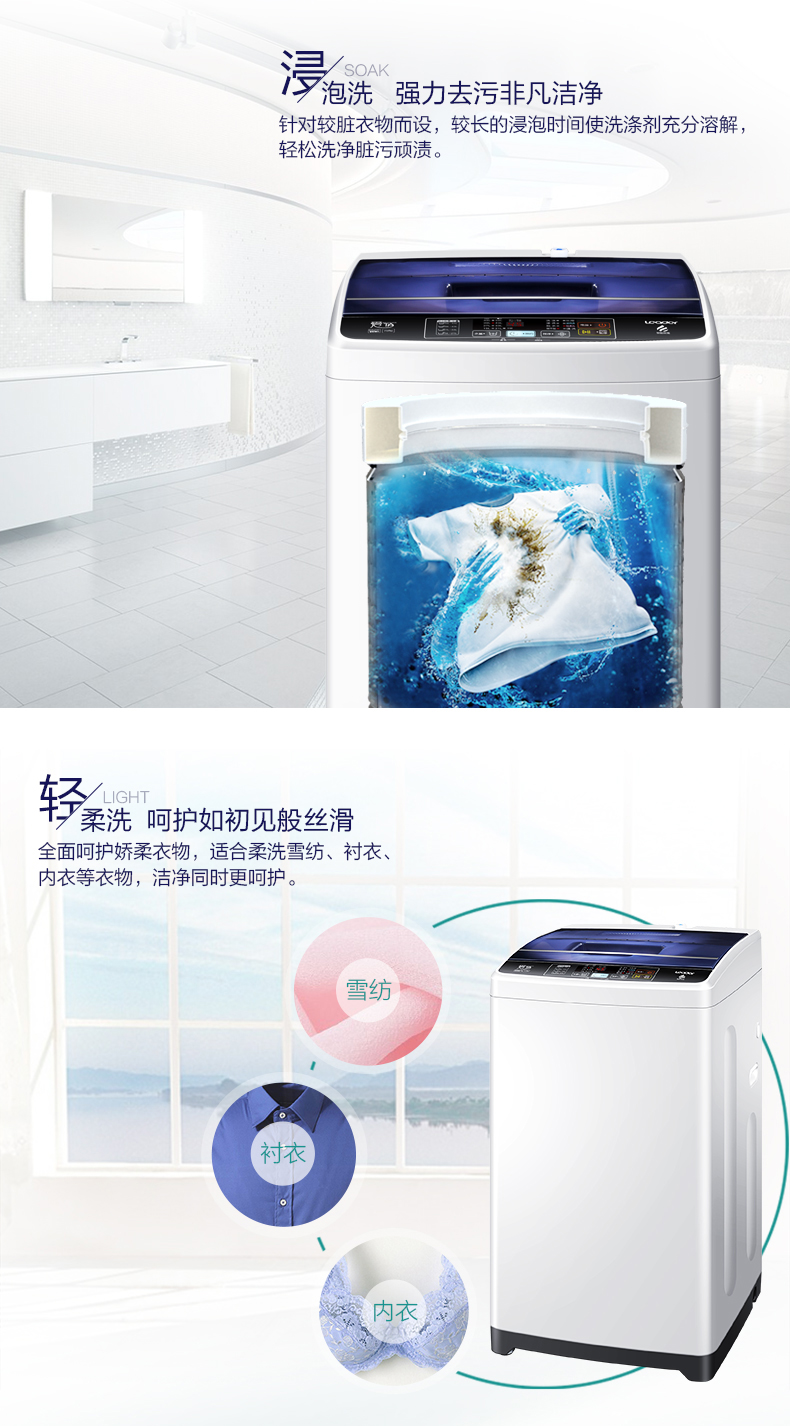 浸 SOAK
泡洗 强力去污非凡洁净
针对较脏衣物而设，较长的浸泡时间使洗涤剂充分溶解，
轻松洗净脏污顽渍。
Leader
轻 LIGHT
柔洗 呵护如初见般丝滑
全面呵护娇柔衣物，适合柔洗雪纺、衬衣、
内衣等衣物，洁净同时更呵护。
Leader
雪纺
衬衣
内衣